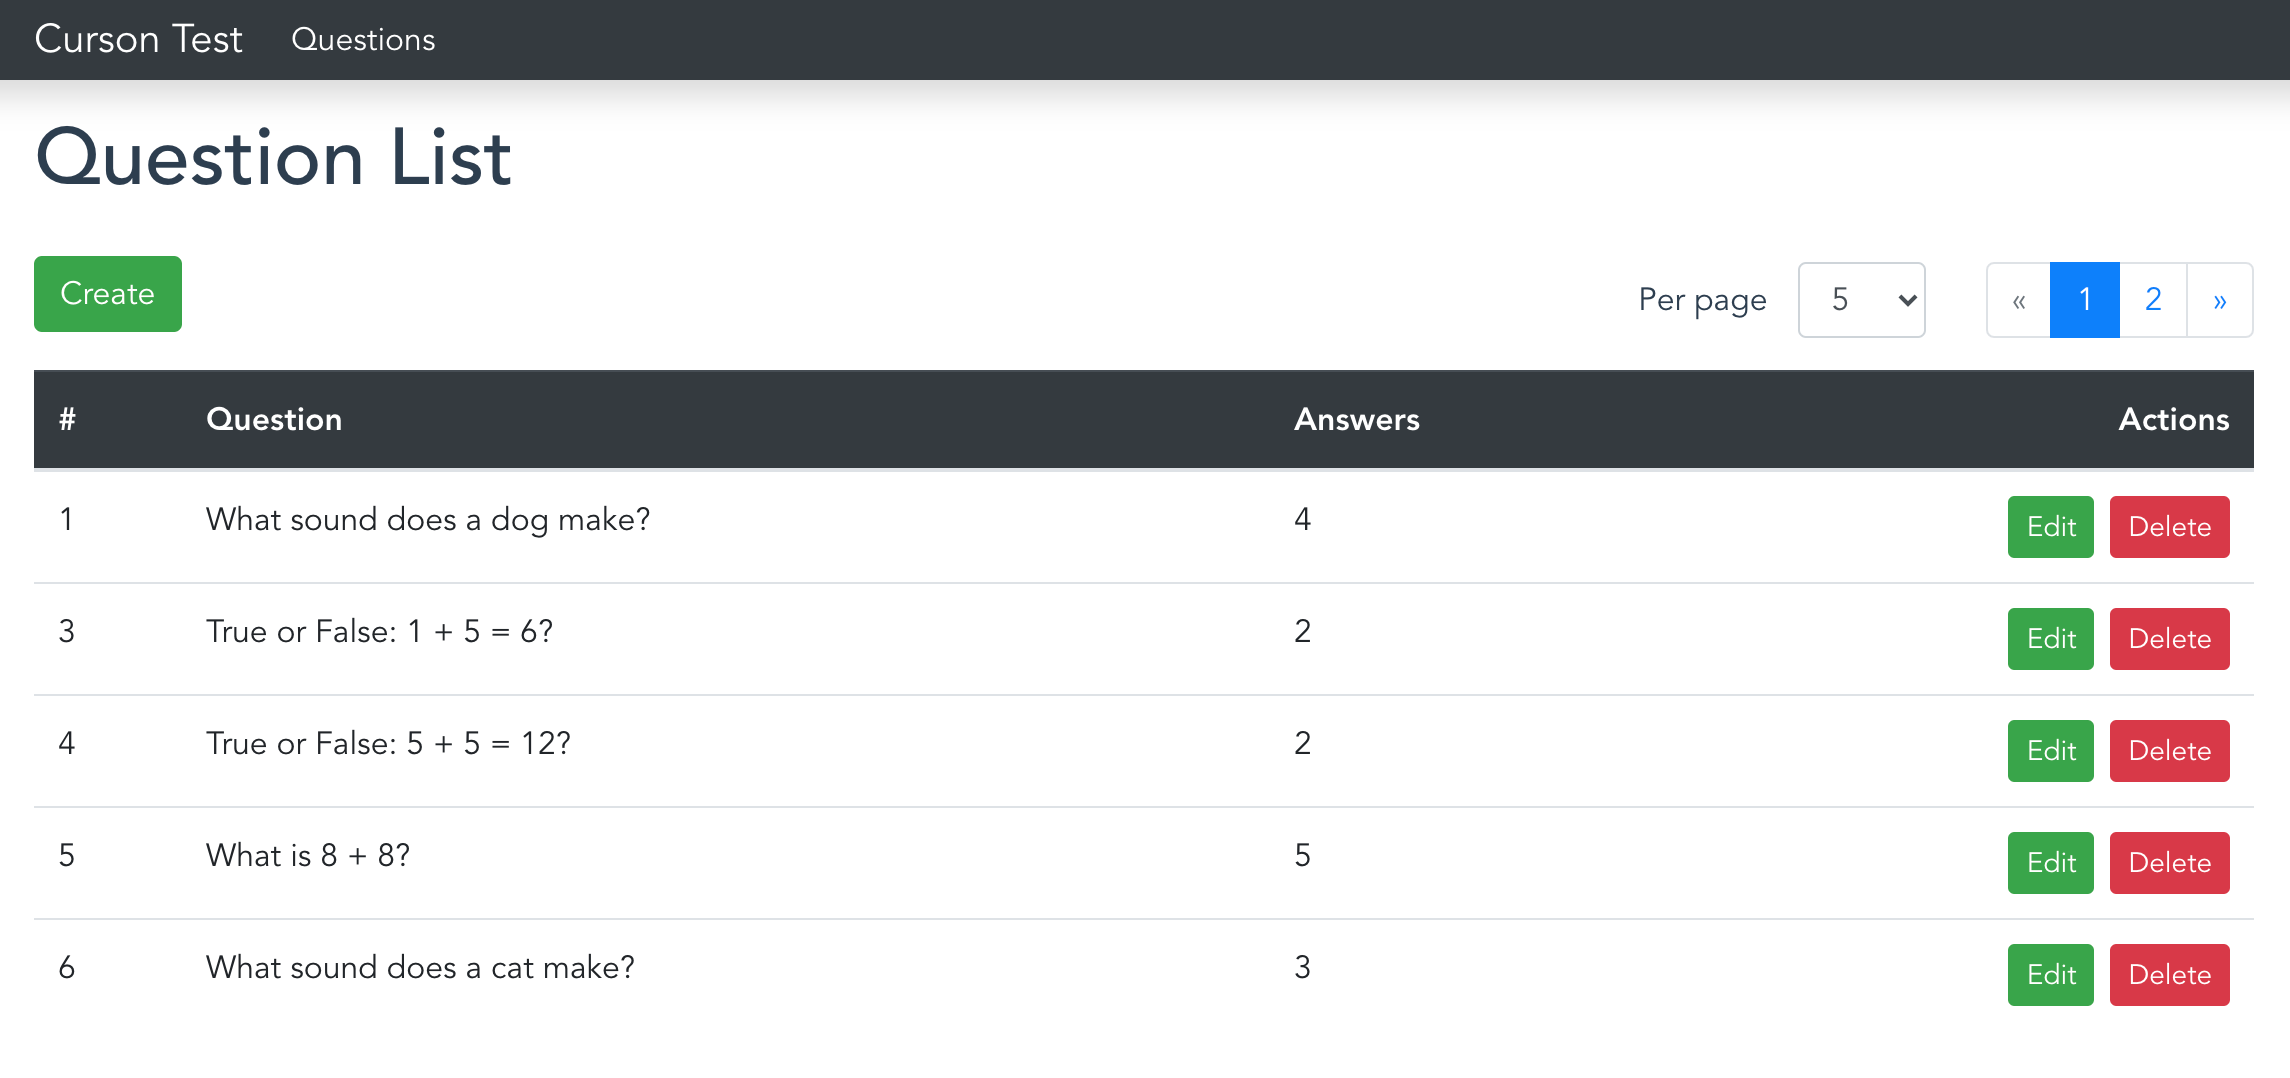 Curson Test Questions
Question List
Create Per page 5 « 1 2 »
# Question Answers Actions
1 What sound does a dog make? 4 Edit Delete
3 True or False: 1 + 5 = 6? 2 Edit Delete
4 True or False: 5 + 5 = 12? 2 Edit Delete
5 What is 8 + 8? 5 Edit Delete
6 What sound does a cat make? 3 Edit Delete